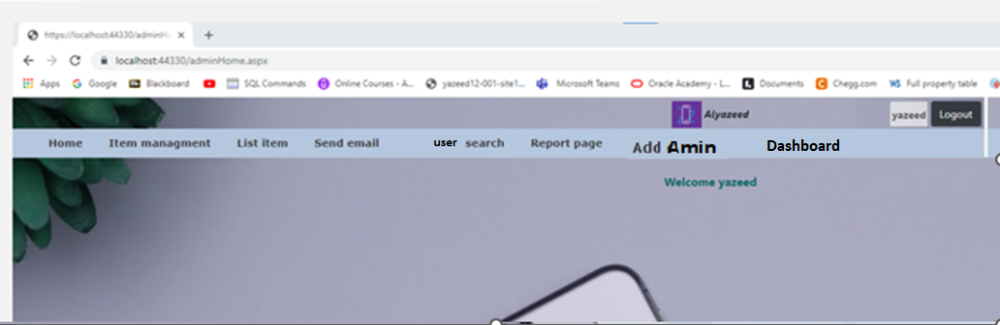 https://localhost:44330/adminHo
localhost:44330/adminHome.aspx
Apps Google Blackboard SQL Commands Online Courses - A... yazeed12-001-site1... Microsoft Teams Oracle Academy - L... Documents Chegg.com Full property table
Alyazeed yazeed Logout
Home Item managment List item Send email user search Report page Add Amin Dashboard
Welcome yazeed